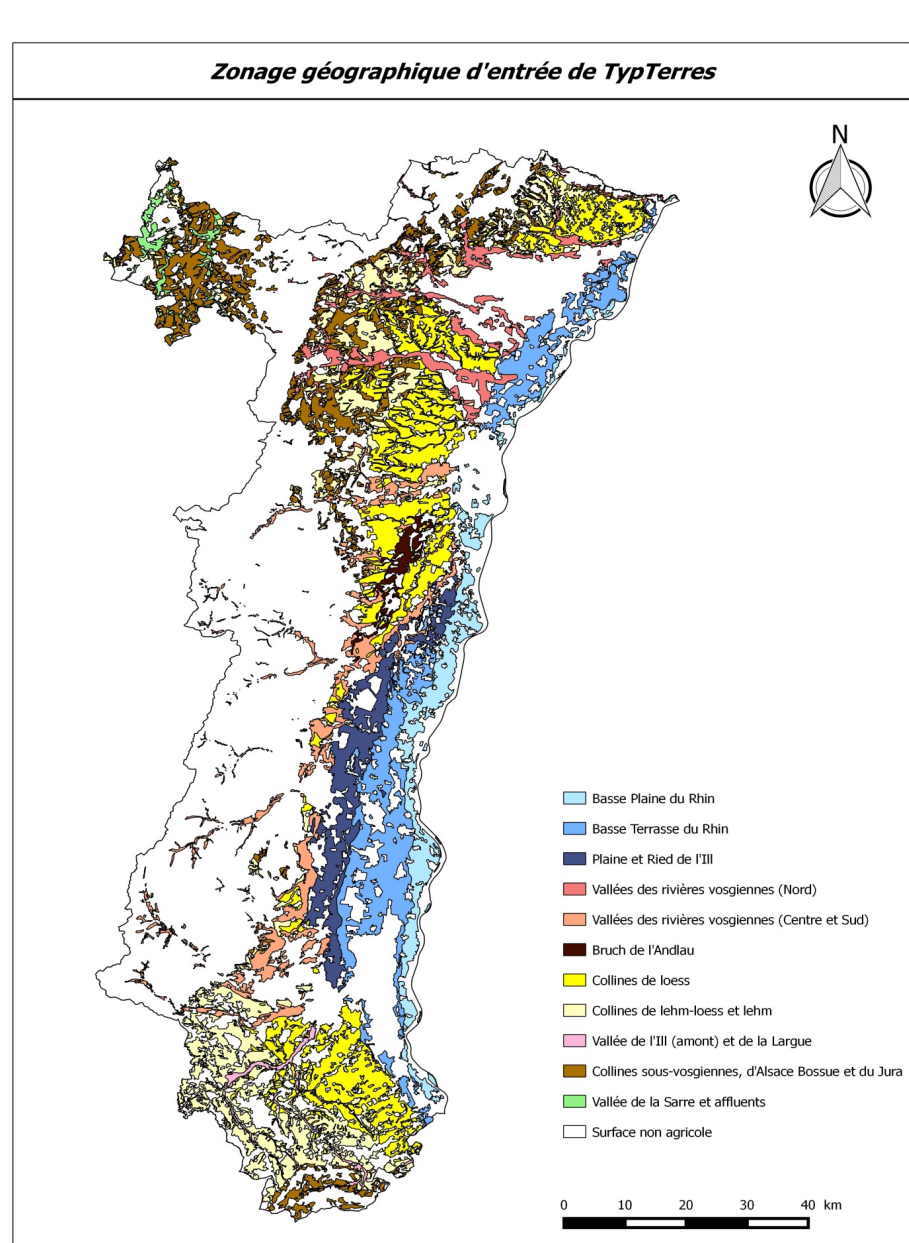 Zonage géographique d'entrée de TypTerres
N
Basse Plaine du Rhin
Basse Terrasse du Rhin
Plaine et Ried de l'Ill
Vallées des rivières vosgiennes (Nord)
Vallées des rivières vosgiennes (Centre et Sud)
Bruch de l'Andlau
Collines de loess
Collines de lehm-loess et lehm
Vallée de l'Ill (amont) et de la Largue
Collines sous-vosgiennes, d'Alsace Bossue et du Jura
Vallée de la Sarre et affluents
Surface non agricole
0 10 20 30 40 km